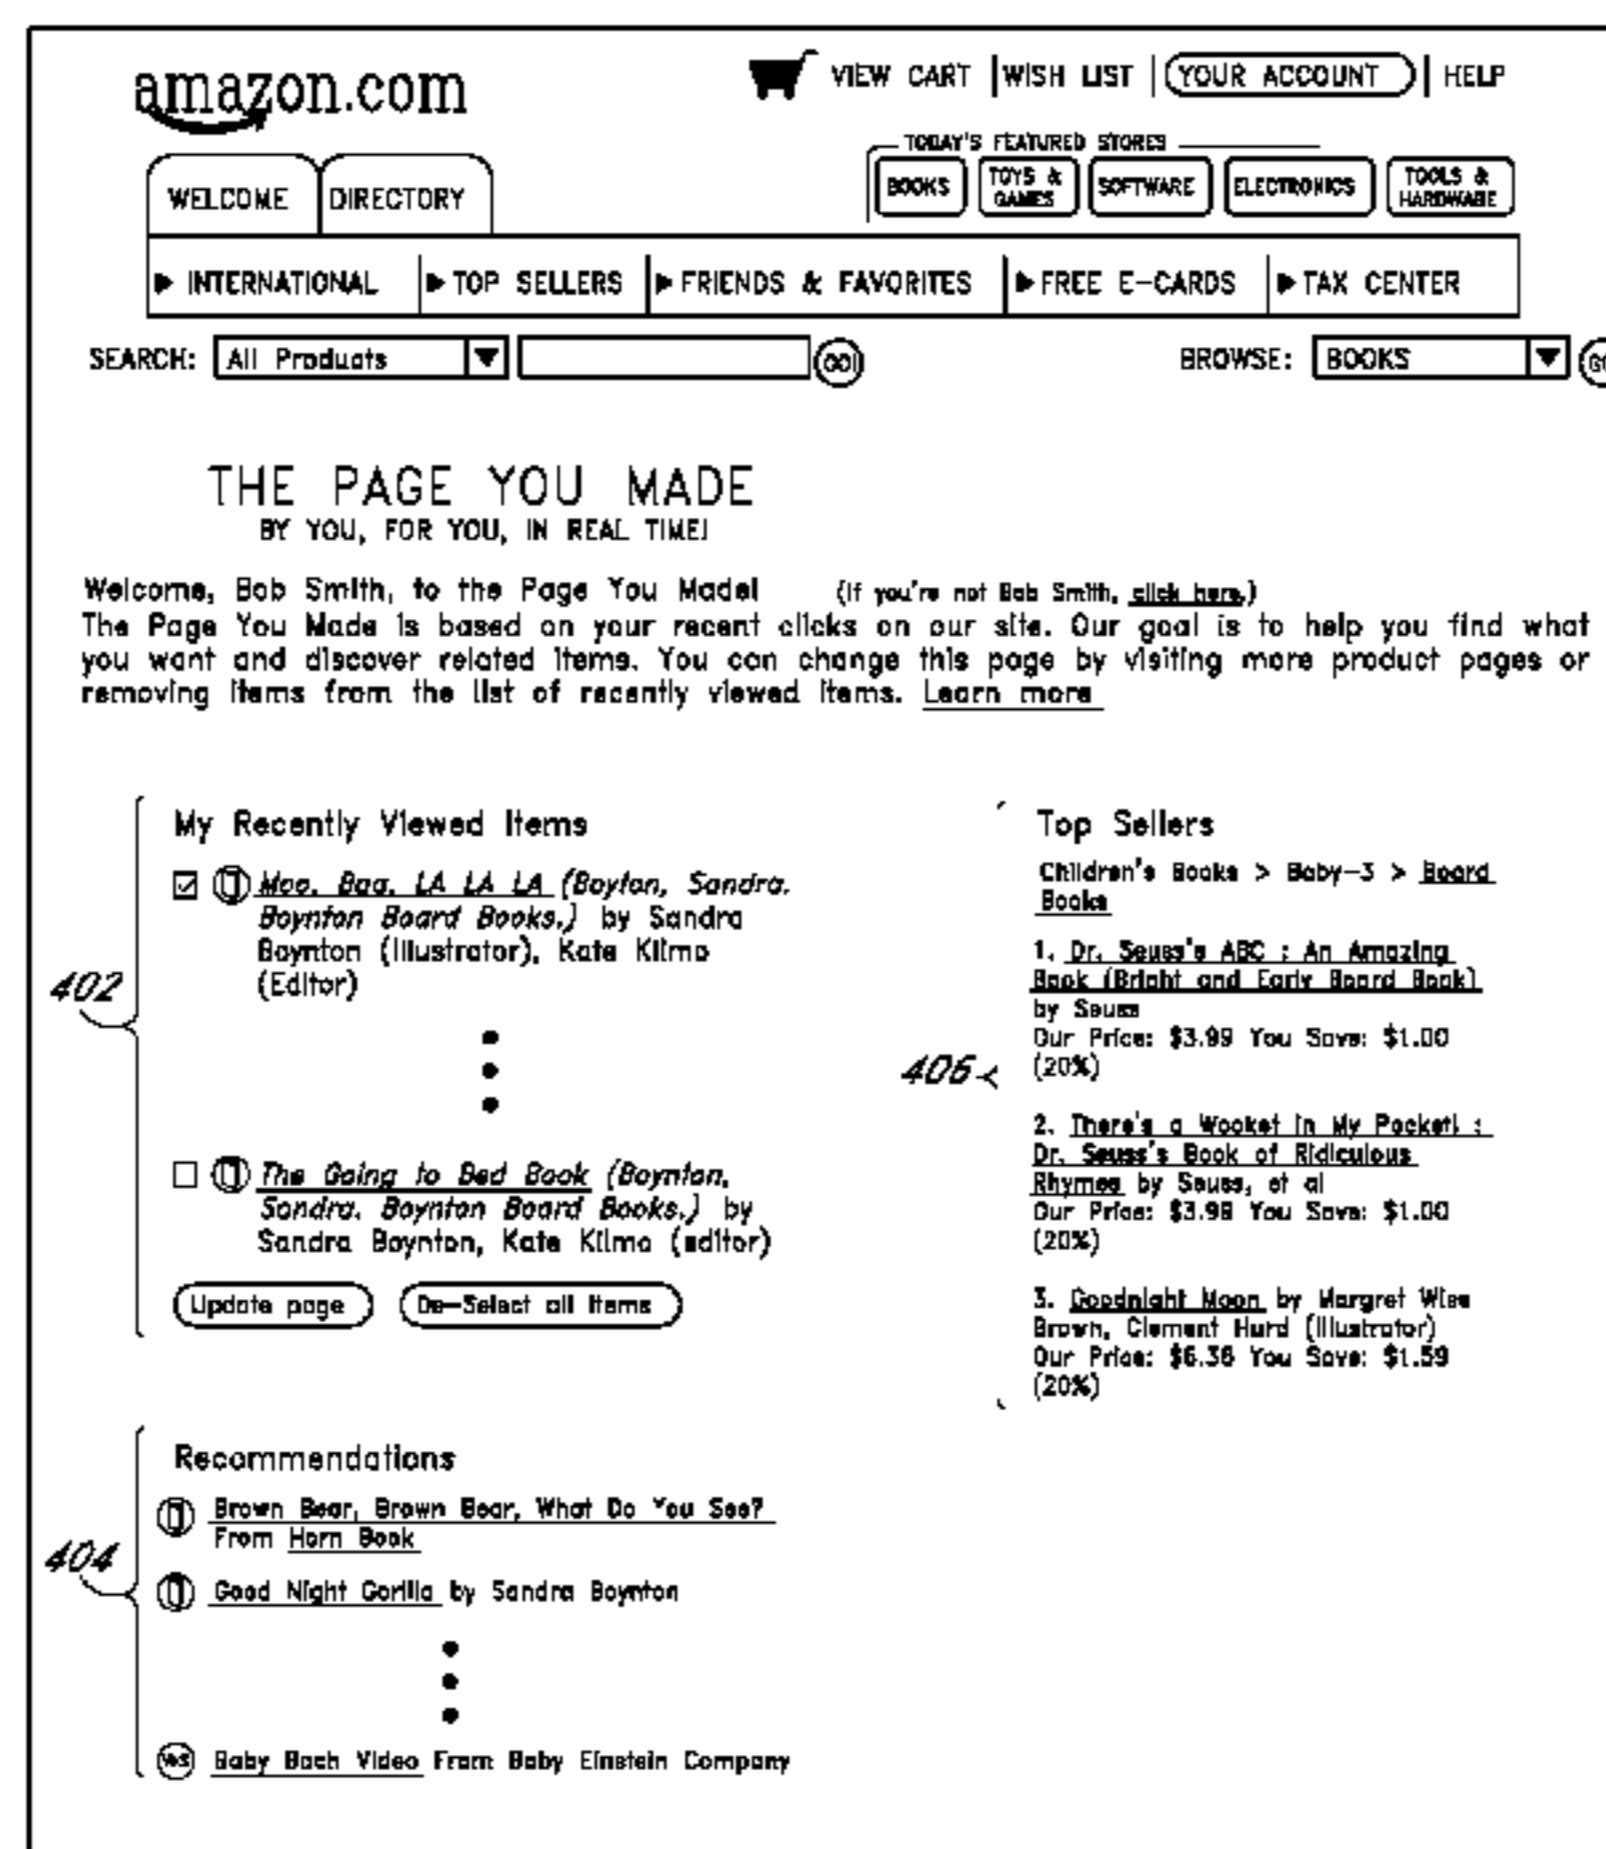 amazon.com
VIEW CART | WISH LIST | YOUR ACCOUNT | HELP
TODAY'S FEATURED STORES
WELCOME DIRECTORY
BOOKS TOYS & GAMES SOFTWARE ELECTRONICS TOOLS & HARDWARE
INTERNATIONAL TOP SELLERS FRIENDS & FAVORITES FREE E-CARDS TAX CENTER
SEARCH: All Products GO! BROWSE: BOOKS
THE PAGE YOU MADE
BY YOU, FOR YOU, IN REAL TIME!
Welcome, Bob Smith, to the Page You Made! (If you're not Bob Smith, click here.)
The Page You Made is based on your recent clicks on our site. Our goal is to help you find what
you want and discover related items. You can change this page by visiting more product pages or
removing items from the list of recently viewed items. Learn more
402
My Recently Viewed Items
Moo, Baa, LA LA LA (Boyton, Sandra.
Boynton Board Books.) by Sandra
Boynton (Illustrator), Kate Kilmo
(Editor)
The Going to Bed Book (Boynton,
Sandra. Boynton Board Books.) by
Sandra Boynton, Kate Kilmo (editor)
Update page De-Select all items
406
Top Sellers
Children's Books > Baby-3 > Board
Books
1. Dr. Seuss's ABC : An Amazing
Book (Bright and Early Board Book)
by Seuss
Our Price: $3.99 You Save: $1.00
(20%)
2. There's a Wocket in My Pocket! :
Dr. Seuss's Book of Ridiculous
Rhymes by Seuss, et al
Our Price: $3.99 You Save: $1.00
(20%)
3. Goodnight Moon by Margret Wise
Brown, Clement Hurd (Illustrator)
Our Price: $6.36 You Save: $1.59
(20%)
404
Recommendations
Brown Bear, Brown Bear, What Do You See?
From Horn Book
Good Night Gorilla by Sandra Boynton
Baby Bach Video From Baby Einstein Company